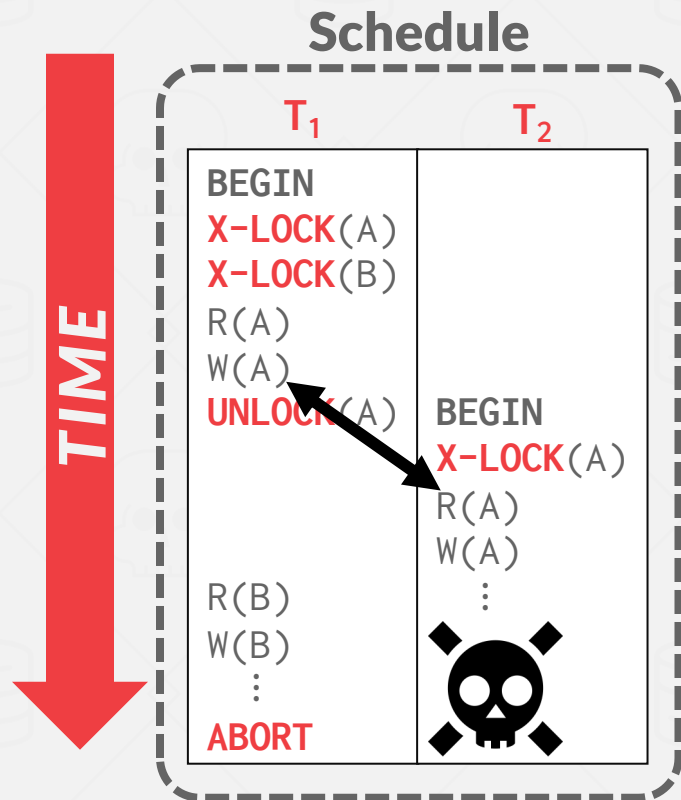 Schedule
TIME
T₁
T₂
BEGIN
X-LOCK(A)
X-LOCK(B)
R(A)
W(A)
UNLOCK(A)
R(B)
W(B)
⋮
ABORT
BEGIN
X-LOCK(A)
R(A)
W(A)
⋮